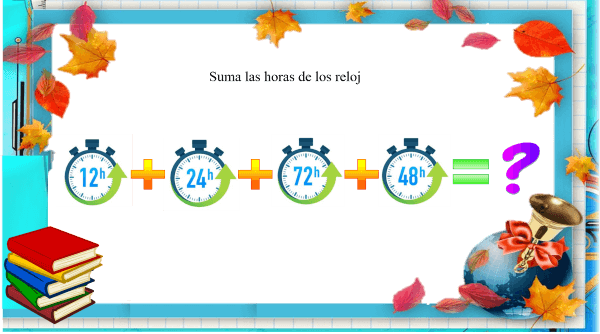 Suma las horas de los reloj
12h + 24h + 72h + 48h = ?